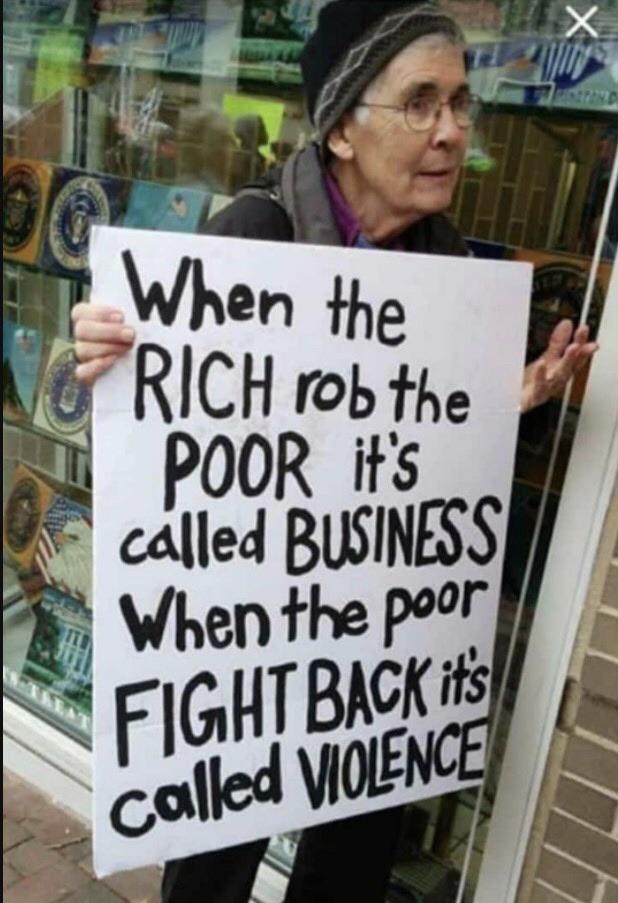 When the
RICH rob the
POOR it's
called BUSINESS
When the poor
FIGHT BACK it's
called VIOLENCE